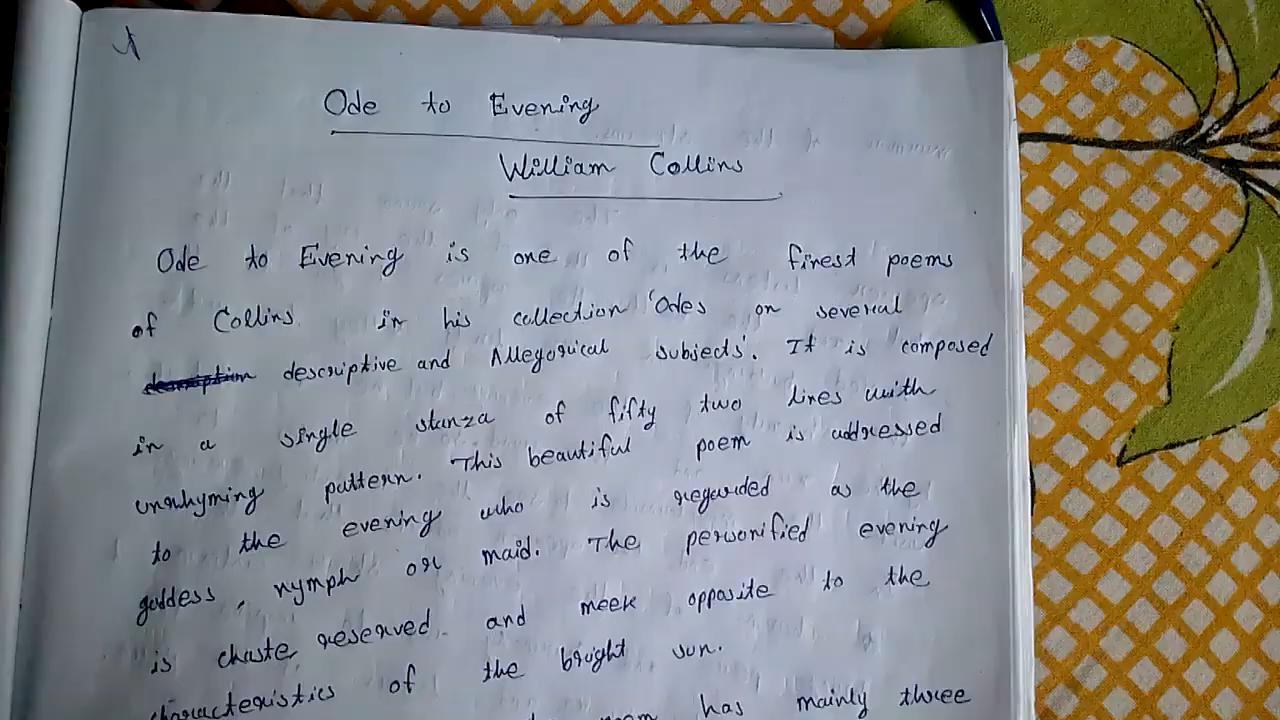 Ode to Evening
William Collins
Ode to Evening is one of the finest poems
of Collins in his collection 'Odes on several
descriptive and Allegorical subjects'. It is composed
in a single stanza of fifty two lines with
unrhyming pattern. This beautiful poem is addressed
to the evening who is regarded as the
goddess, nymph or maid. The personified evening
is chaste, reserved and meek opposite to the
characteristics of the bright sun.
poem has mainly three